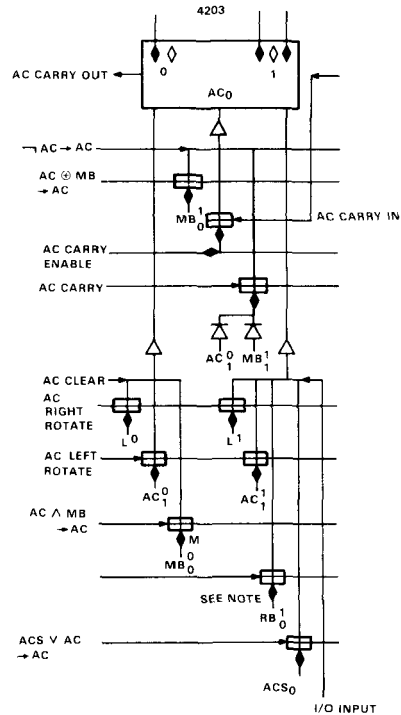 4203
0 1
AC CARRY OUT
AC0
¬ AC → AC
AC ⊕ MB
→ AC
MB 1 0
AC CARRY IN
AC CARRY
ENABLE
AC CARRY
AC 0 1 MB 1 1
AC CLEAR
AC
RIGHT
ROTATE
L0 L1
AC LEFT
ROTATE
AC 0 1 AC 1 1
AC ∧ MB
→ AC
M
MB 0 0
SEE NOTE
RB 1 0
ACS ∨ AC
→ AC
ACS0
I/O INPUT